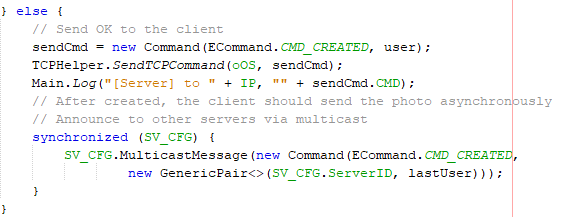 } else {
// Send OK to the client
sendCmd = new Command(ECommand.CMD_CREATED, user);
TCPHelper.SendTCPCommand(oOS, sendCmd);
Main.Log("[Server] to " + IP, "" + sendCmd.CMD);
// After created, the client should send the photo asynchronously
// Announce to other servers via multicast
synchronized (SV_CFG) {
SV_CFG.MulticastMessage(new Command(ECommand.CMD_CREATED,
new GenericPair<>(SV_CFG.ServerID, lastUser)));
}
}